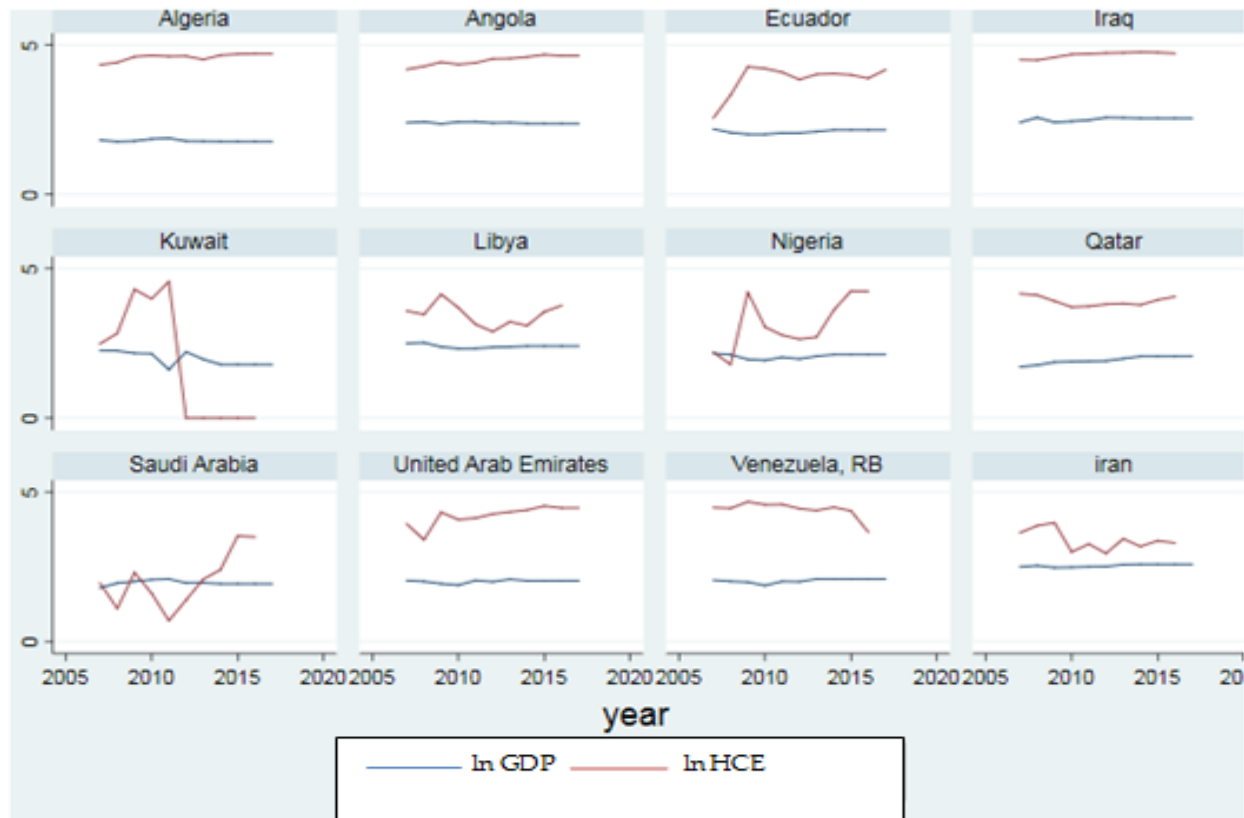 Algeria Angola Ecuador Iraq
5
0
Kuwait Libya Nigeria Qatar
5
0
Saudi Arabia United Arab Emirates Venezuela, RB iran
5
0
2005 2010 2015 2020 2005 2010 2015 2020 2005 2010 2015 2020 2005 2010 2015 20
year
ln GDP ln HCE